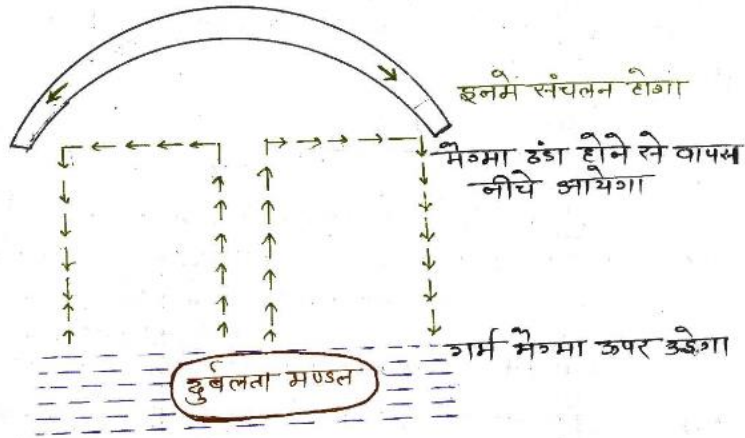 इनमें संचलन होगा
मैग्मा ठंडा होने से वापस
नीचे आयेगा
गर्म मैग्मा ऊपर उठेगा
दुर्बलता मण्डल